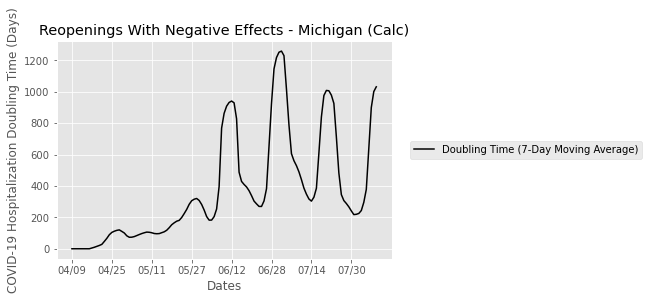 Reopenings With Negative Effects - Michigan (Calc)
COVID-19 Hospitalization Doubling Time (Days)
1200
1000
800
600
400
200
0
04/09 04/25 05/11 05/27 06/12 06/28 07/14 07/30
Dates
Doubling Time (7-Day Moving Average)